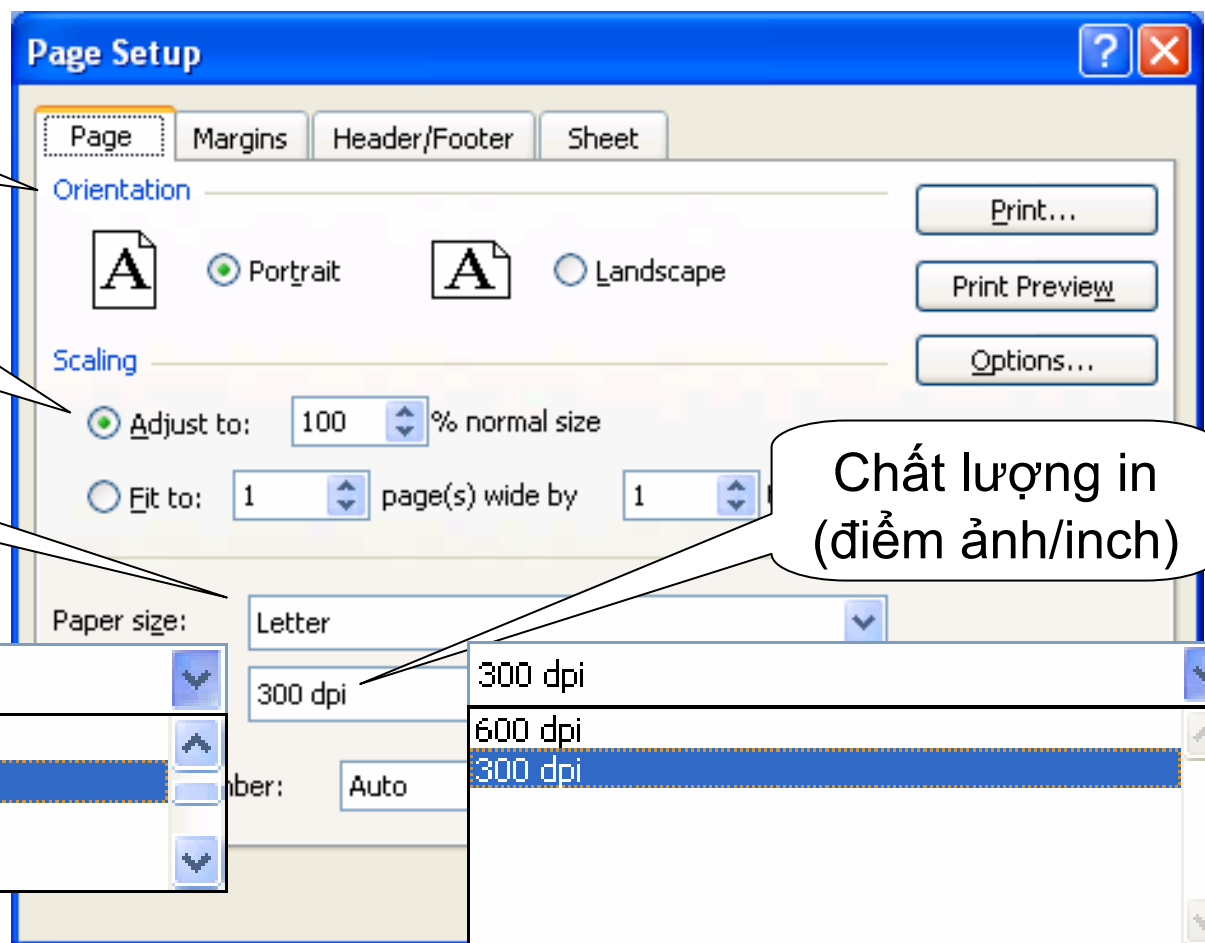 Page Setup
Page Margins Header/Footer Sheet
Orientation
Print...
A Portrait A Landscape
Print Preview
Scaling
Options...
Adjust to: 100 % normal size
Chất lượng in
(điểm ảnh/inch)
Fit to: 1 page(s) wide by 1
Paper size: Letter
300 dpi
300 dpi
600 dpi
300 dpi
Auto